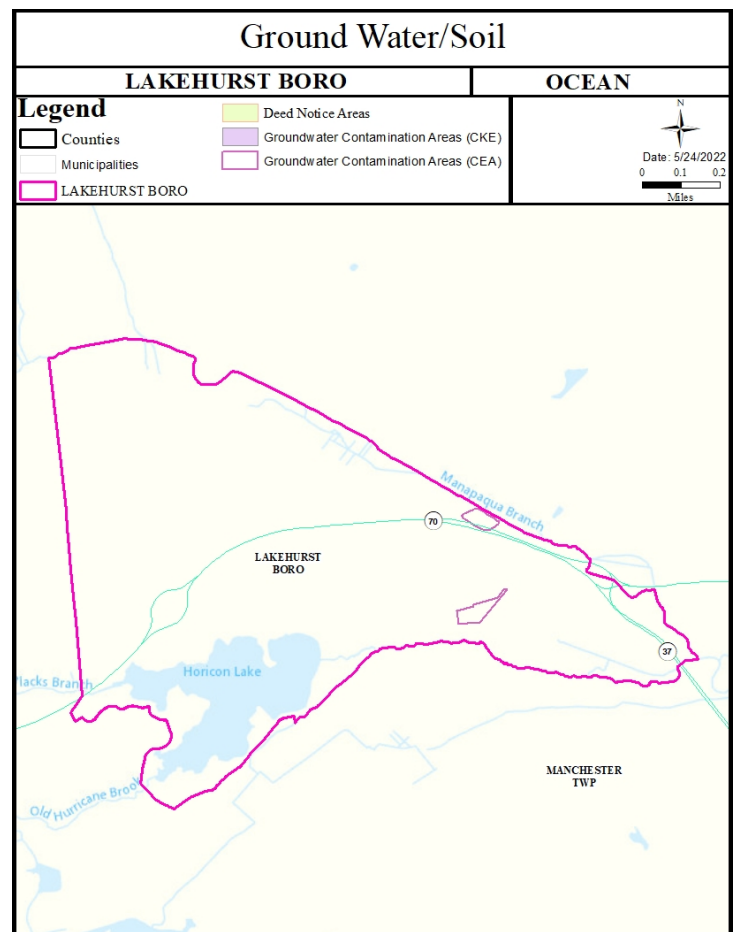 Ground Water/Soil
LAKEHURST BORO
OCEAN
Legend
Counties
Municipalities
LAKEHURST BORO
Deed Notice Areas
Groundwater Contamination Areas (CKE)
Groundwater Contamination Areas (CEA)
N
Date: 5/24/2022
0 0.1 0.2
Miles
Manapaqua Branch
70
LAKEHURST
BORO
37
Horicon Lake
lacks Branch
MANCHESTER
TWP
Old Hurricane Brook